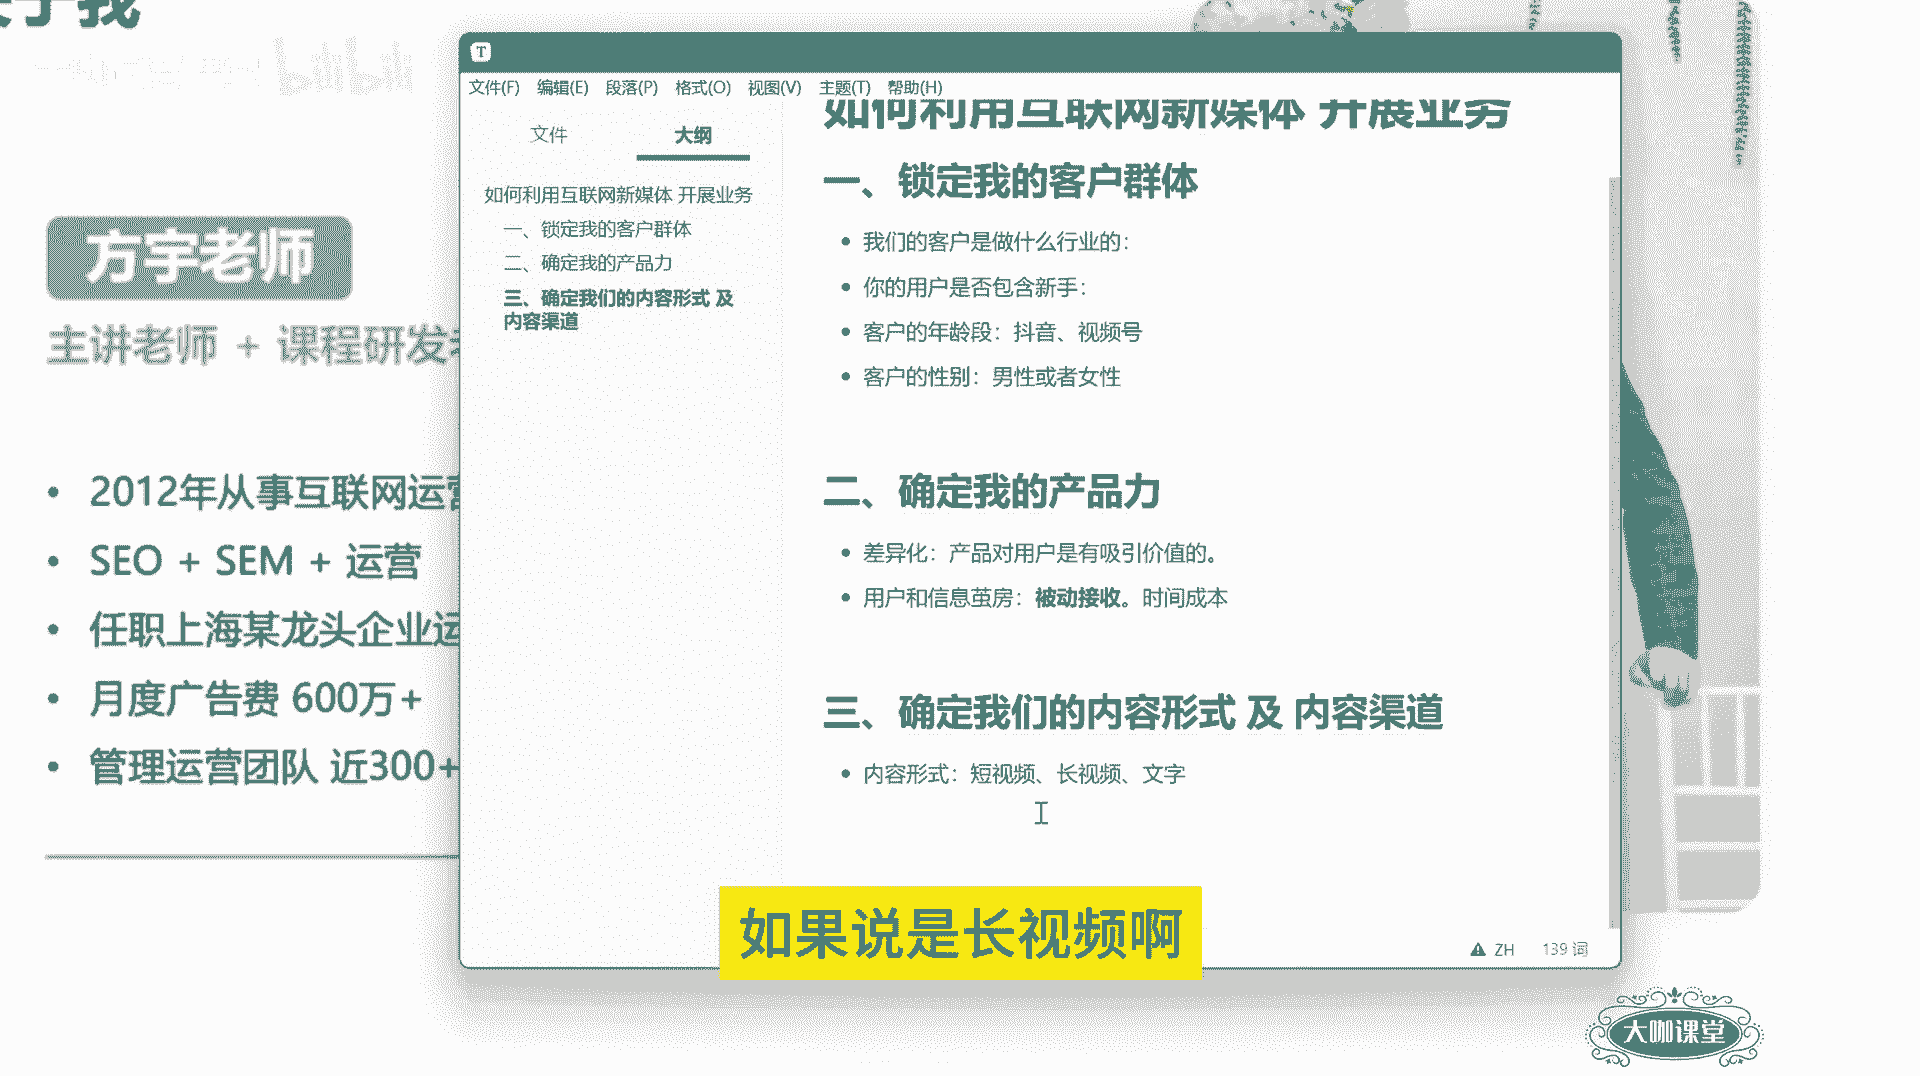 bilibili
方宇老师
主讲老师 + 课程研发
• 2012年从事互联网运营
• SEO + SEM + 运营
• 任职上海某龙头企业运
• 月度广告费 600万+
• 管理运营团队 近300+
T
文件(F) 编辑(E) 段落(P) 格式(O) 视图(V) 主题(T) 帮助(H)
文件 大纲
如何利用互联网新媒体 开展业务
一、锁定我的客户群体
二、确定我的产品力
三、确定我们的内容形式 及
内容渠道
如何利用互联网新媒体 开展业务
一、锁定我的客户群体
• 我们的客户是做什么行业的：
• 你的用户是否包含新手：
• 客户的年龄段：抖音、视频号
• 客户的性别：男性或者女性
二、确定我的产品力
• 差异化：产品对用户是有吸引价值的。
• 用户和信息茧房：被动接收。时间成本
三、确定我们的内容形式 及 内容渠道
• 内容形式：短视频、长视频、文字
ZH 139 词
如果说是长视频啊
大咖课堂